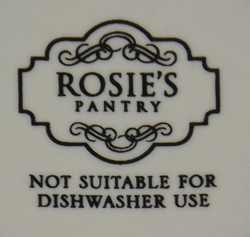 ROSIE'S
PANTRY
NOT SUITABLE FOR
DISHWASHER USE